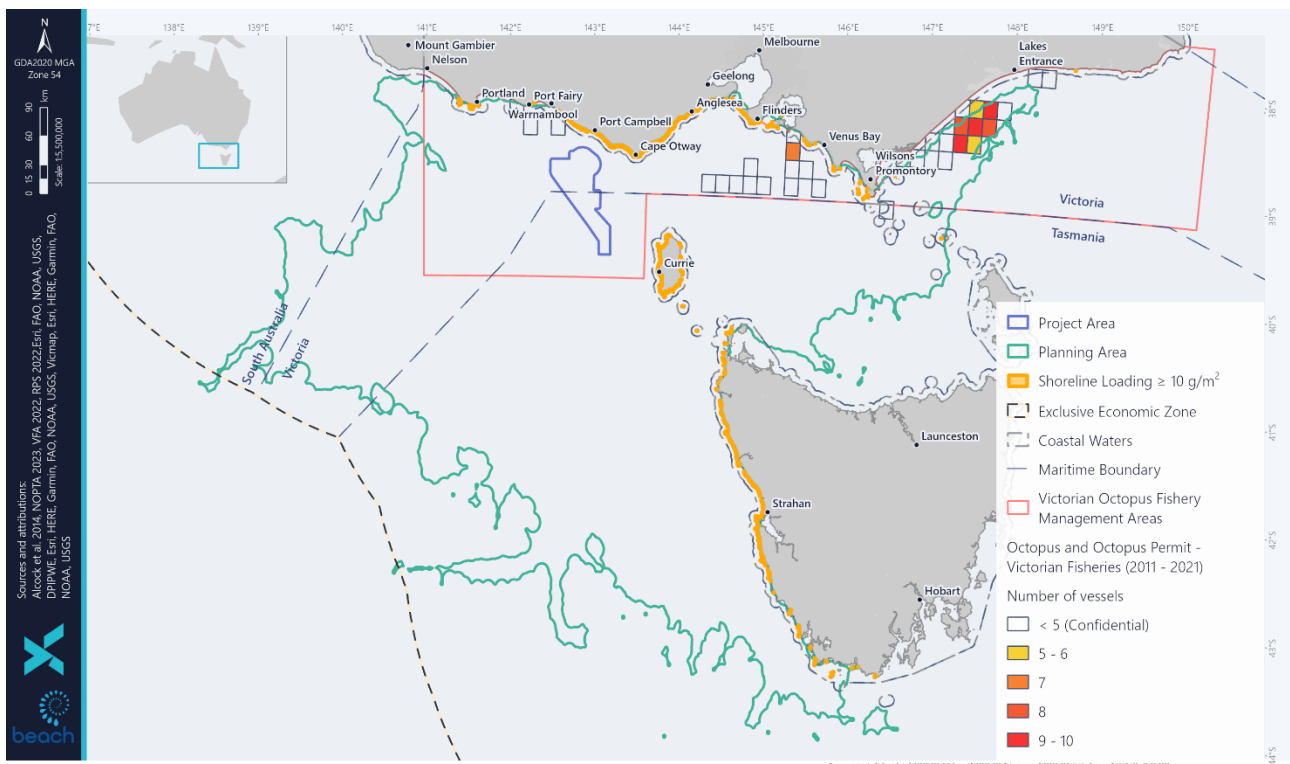 N
GDA2020 MGA
Zone 54
0 15 30 60 90
km
Scale: 1:5,500,000
Sources and attributions:
Alcock et al. 2014, NOPTA 2023, VFA 2022, RPS 2022,Esri, FAO, NOAA, USGS,
DPIPWE, Esri, HERE, Garmin, FAO, NOAA, USGS, Vicmap, Esri, HERE, Garmin, FAO,
NOAA, USGS
beach
7°E
138°E
139°E
140°E
141°E
142°E
143°E
144°E
145°E
146°E
147°E
148°E
149°E
150°E
38°S
39°S
40°S
41°S
42°S
43°S
44°S
Mount Gambier
Nelson
Portland
Port Fairy
Warrnambool
Port Campbell
Cape Otway
Anglesea
Geelong
Melbourne
Flinders
Venus Bay
Wilsons
Promontory
Lakes
Entrance
Victoria
Tasmania
South Australia
Victoria
Currie
Launceston
Strahan
Hobart
Project Area
Planning Area
Shoreline Loading ≥ 10 g/m²
Exclusive Economic Zone
Coastal Waters
Maritime Boundary
Victorian Octopus Fishery
Management Areas
Octopus and Octopus Permit -
Victorian Fisheries (2011 - 2021)
Number of vessels
< 5 (Confidential)
5 - 6
7
8
9 - 10